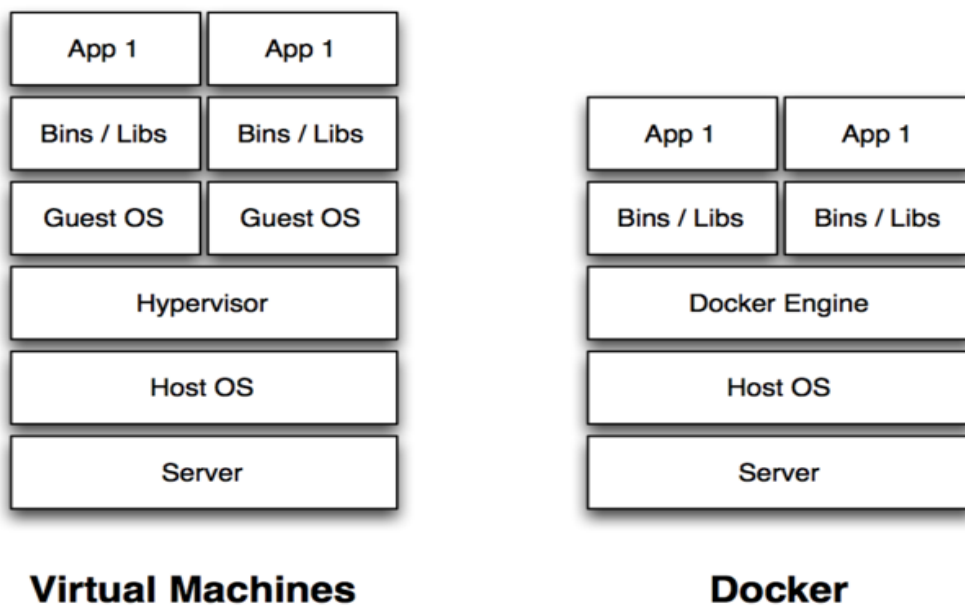 App 1 App 1
Bins / Libs Bins / Libs App 1 App 1
Guest OS Guest OS Bins / Libs Bins / Libs
Hypervisor Docker Engine
Host OS Host OS
Server Server
Virtual Machines Docker